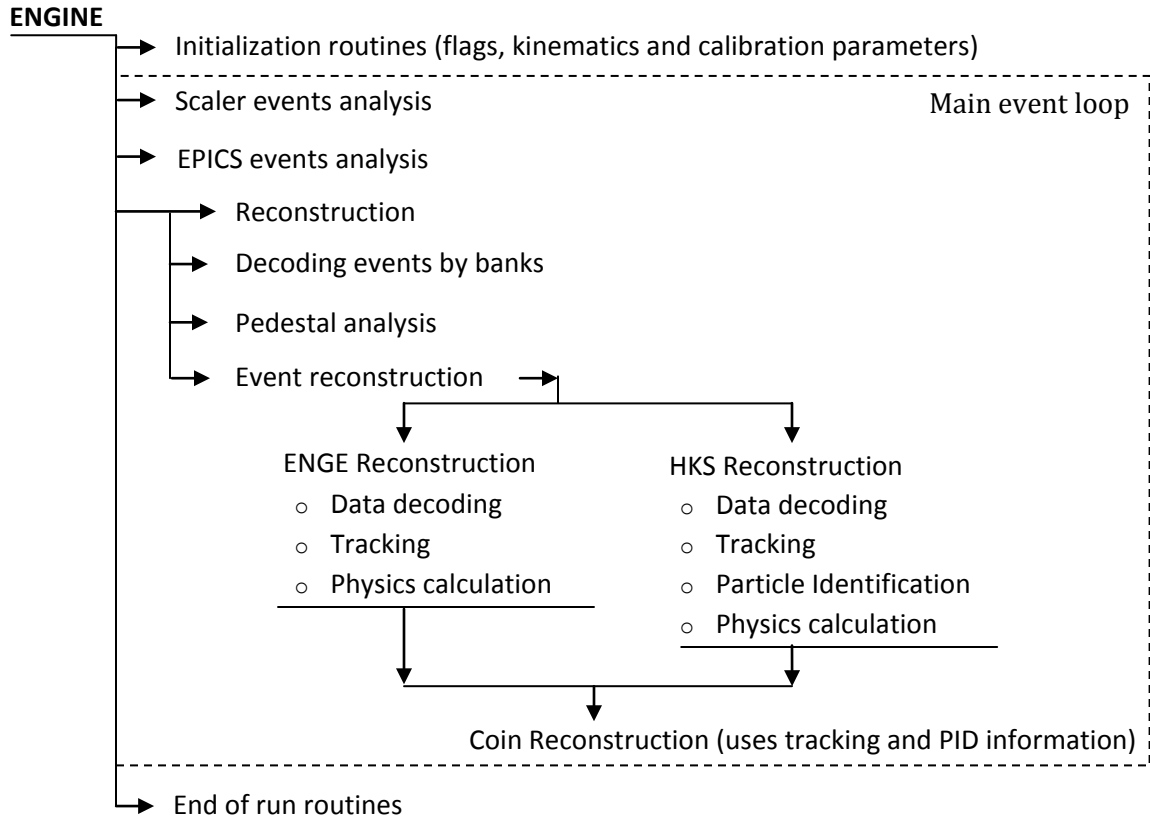 ENGINE
Initialization routines (flags, kinematics and calibration parameters)
Scaler events analysis
Main event loop
EPICS events analysis
Reconstruction
Decoding events by banks
Pedestal analysis
Event reconstruction
ENGE Reconstruction
○ Data decoding
○ Tracking
○ Physics calculation
HKS Reconstruction
○ Data decoding
○ Tracking
○ Particle Identification
○ Physics calculation
Coin Reconstruction (uses tracking and PID information)
End of run routines